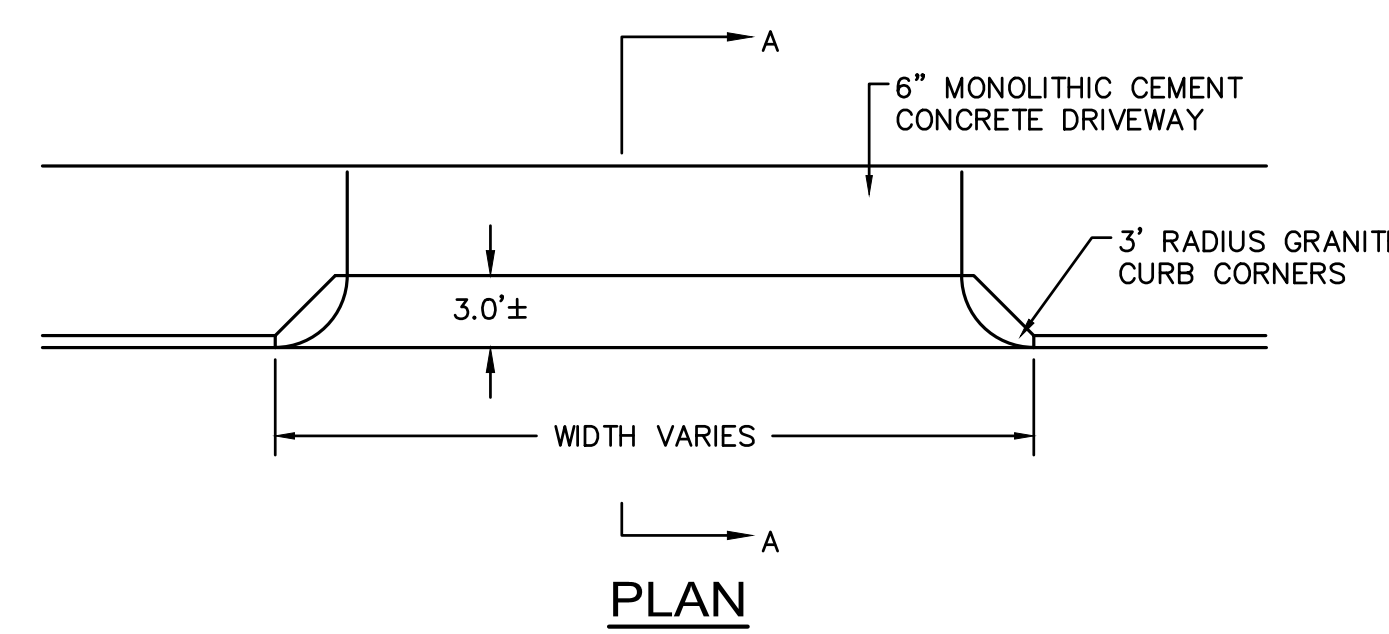 A
6” MONOLITHIC CEMENT
CONCRETE DRIVEWAY
3’ RADIUS
CURB CORNERS
3.0’±
WIDTH VARIES
A
PLAN